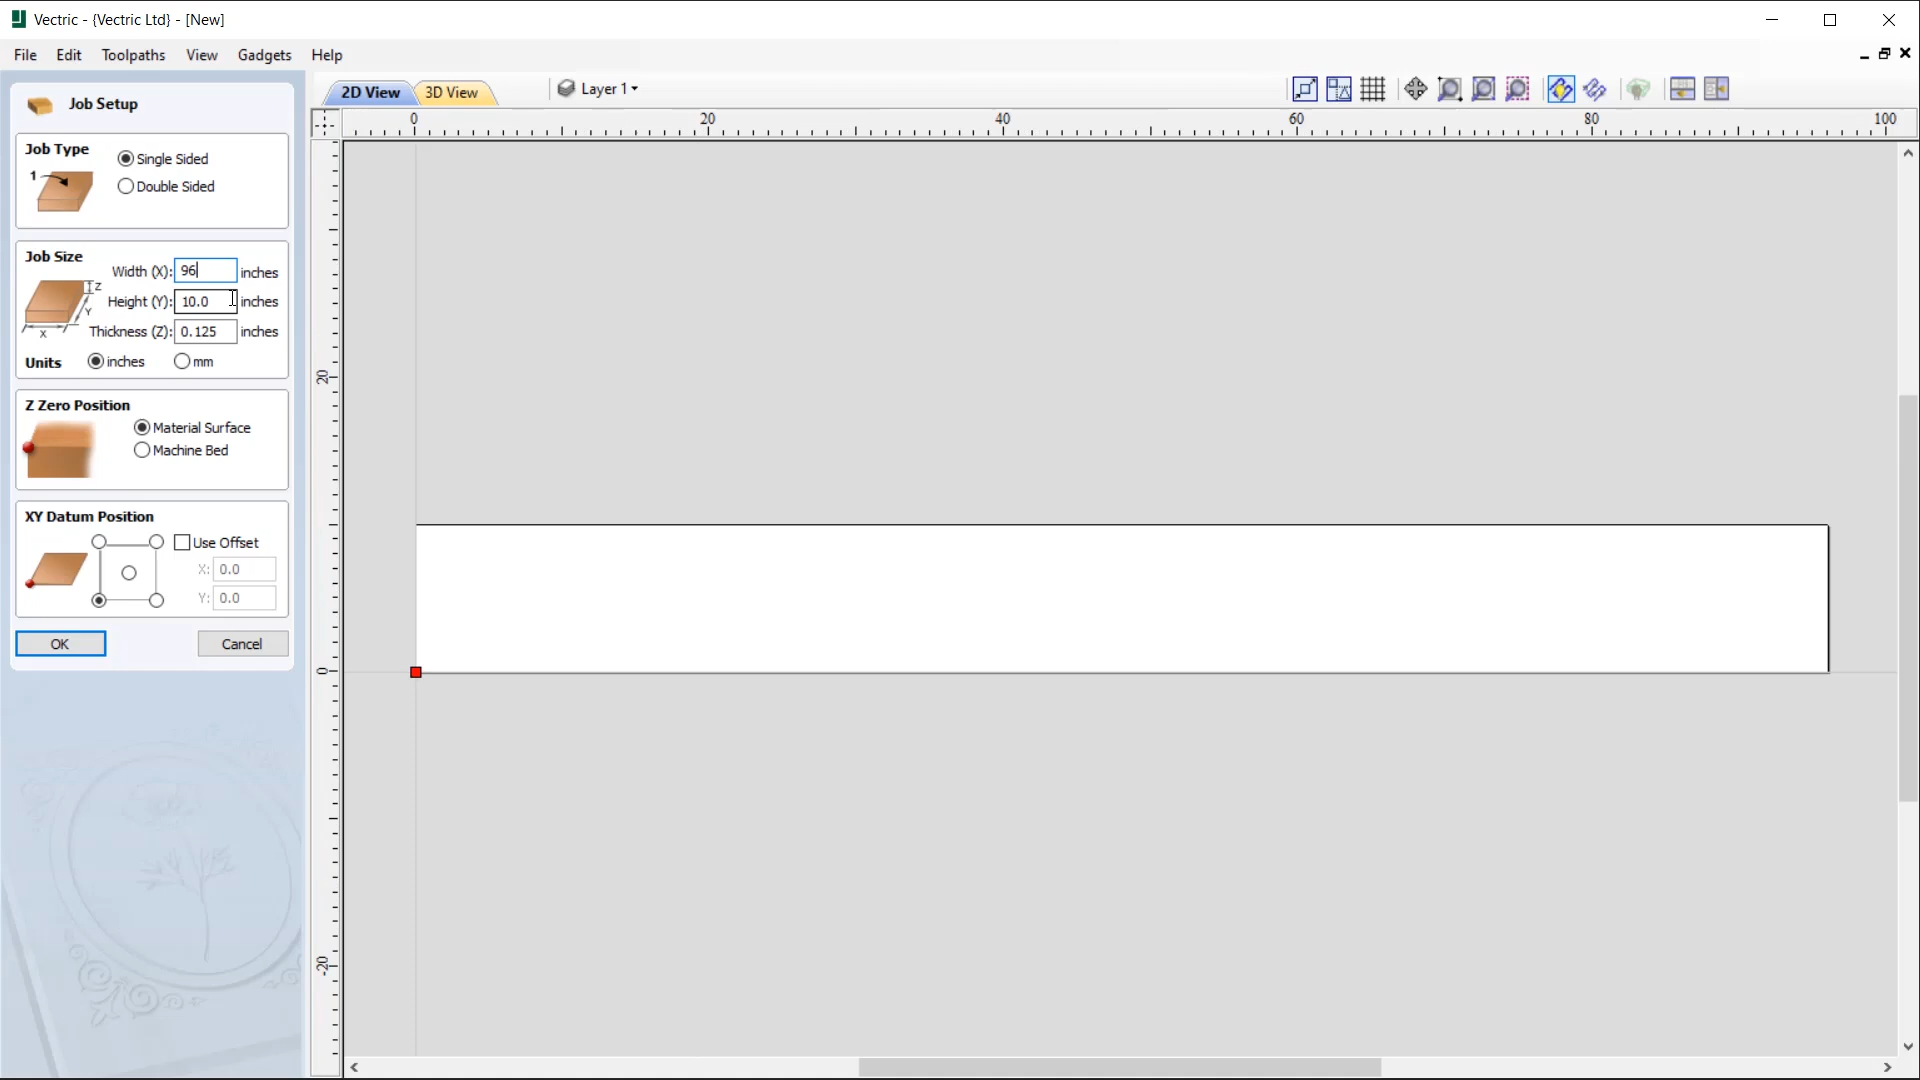 Vectric - {Vectric Ltd} - [New]
File Edit Toolpaths View Gadgets Help
Job Setup
2D View 3D View Layer 1
0 20 40 60 80 100
Job Type
Single Sided
1
Double Sided
Job Size
Width (X): 96 inches
Z
Height (Y): 10.0 inches
Y
X
Thickness (Z): 0.125 inches
Units inches mm
20
Z Zero Position
Material Surface
Machine Bed
XY Datum Position
Use Offset
X: 0.0
Y: 0.0
OK Cancel
0
-20